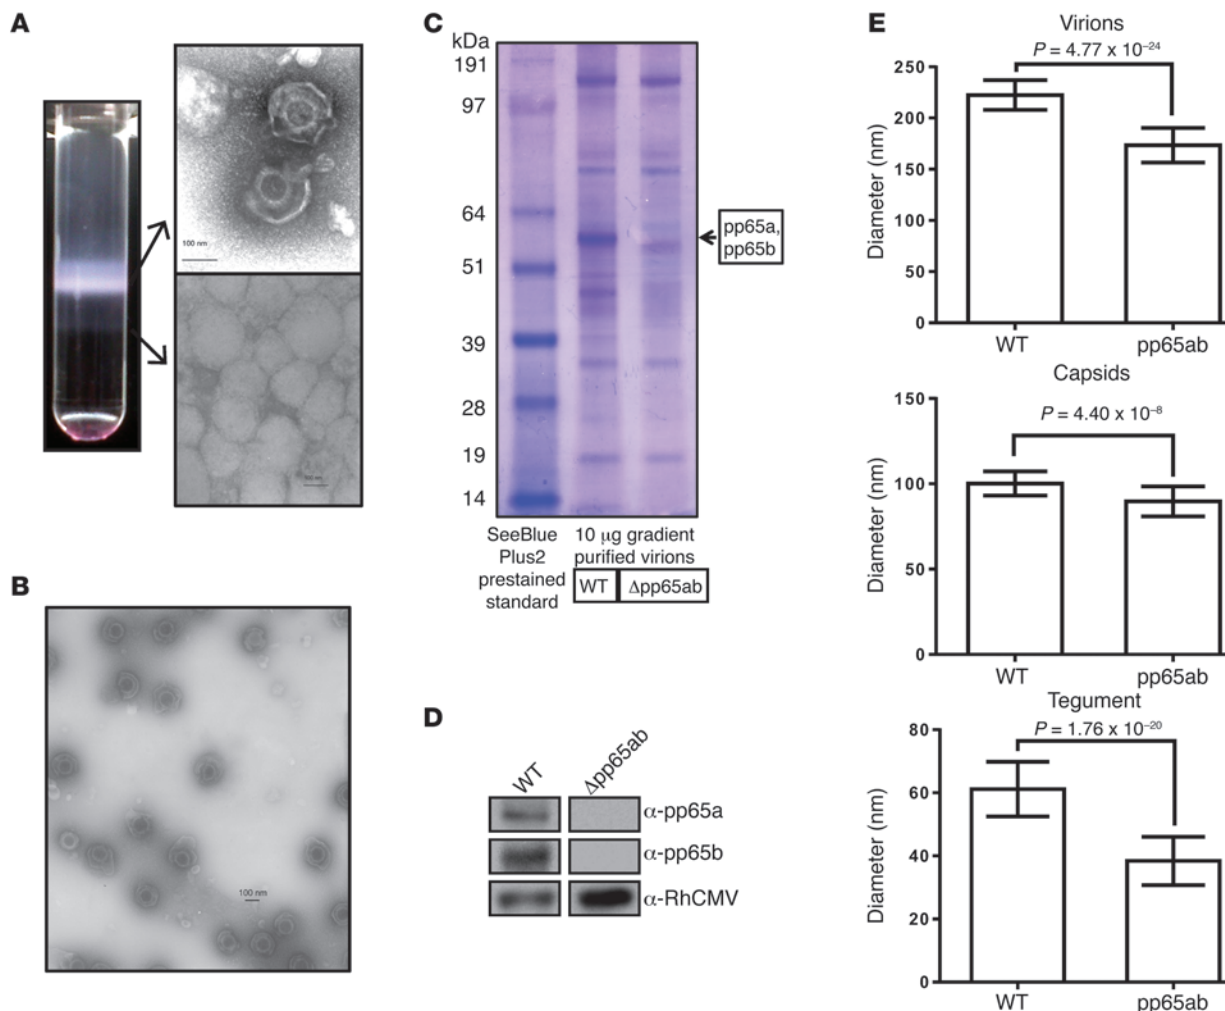 A
100 nm
B
100 nm
C
kDa
191
97
64
51
39
28
19
14
pp65a,
pp65b
SeeBlue
Plus2
prestained
standard
10 μg gradient
purified virions
WT
Δpp65ab
D
WT
Δpp65ab
α-pp65a
α-pp65b
α-RhCMV
E
Virions
P = 4.77 x 10⁻²⁴
Diameter (nm)
250
200
150
100
50
0
WT
pp65ab
Capsids
P = 4.40 x 10⁻⁸
Diameter (nm)
150
100
50
0
WT
pp65ab
Tegument
P = 1.76 x 10⁻²⁰
Diameter (nm)
80
60
40
20
0
WT
pp65ab